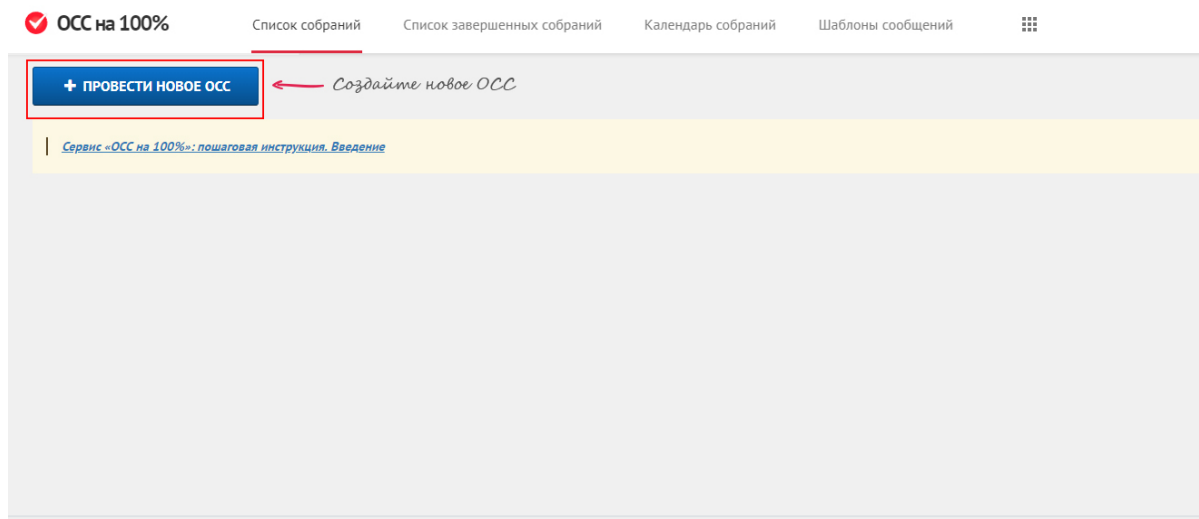 ОСС на 100%
Список собраний
Список завершенных собраний
Календарь собраний
Шаблоны сообщений
+ ПРОВЕСТИ НОВОЕ ОСС
Создайте новое ОСС
Сервис «ОСС на 100%»: пошаговая инструкция. Введение